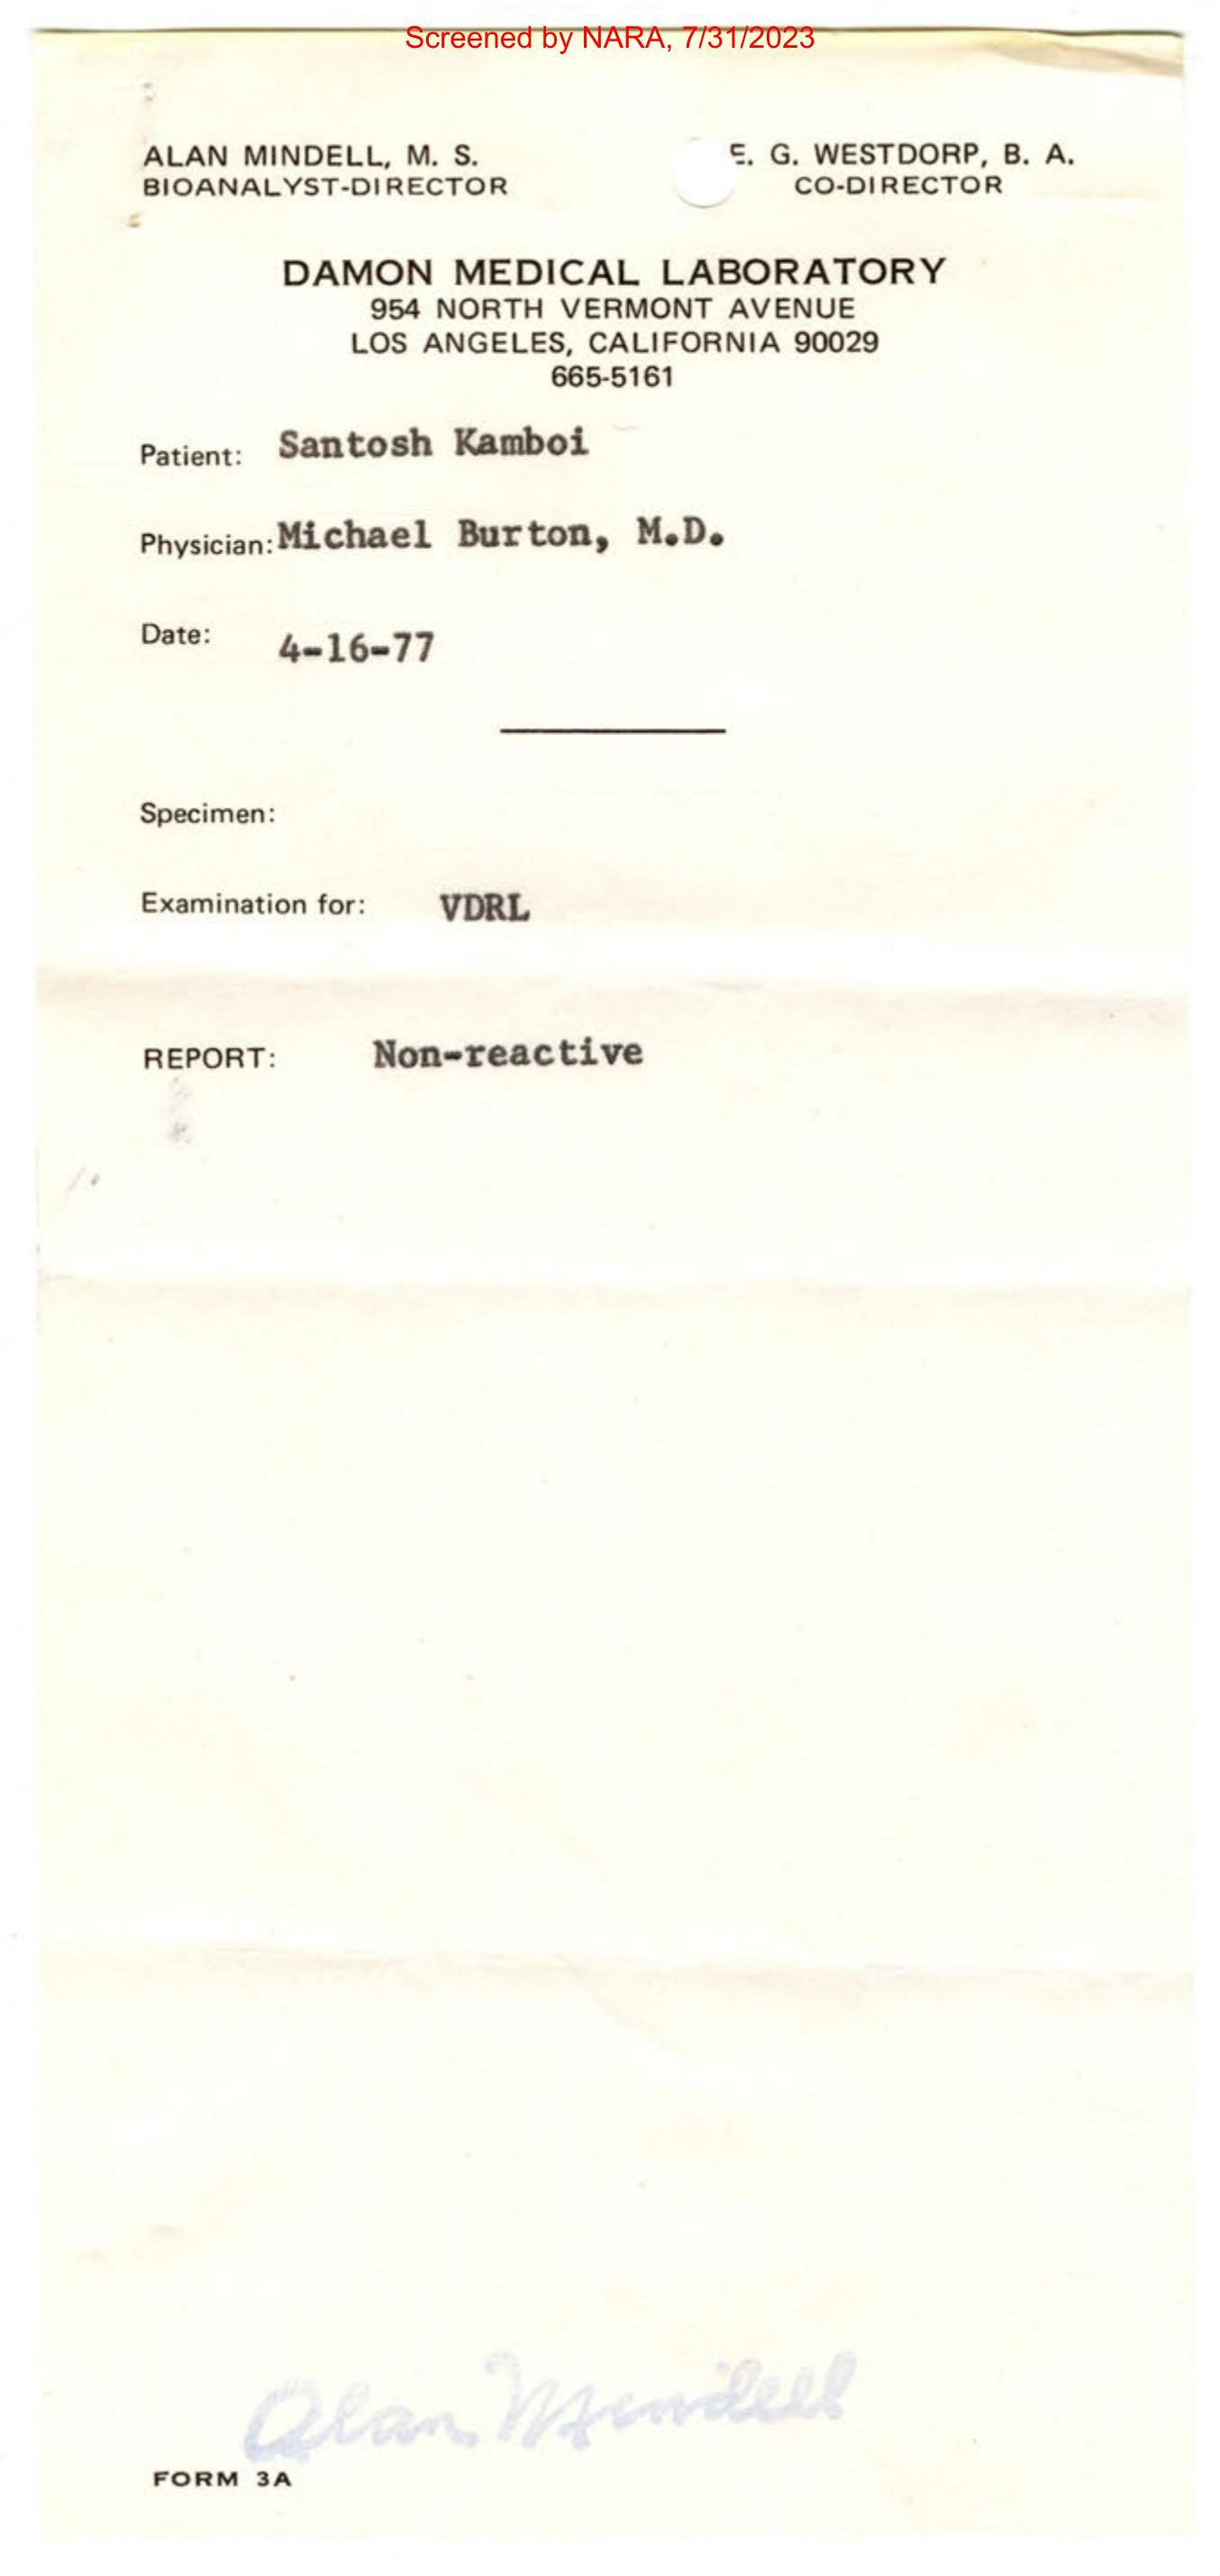 Screened by NARA, 7/31/2023
ALAN MINDELL, M. S.
BIOANALYST-DIRECTOR
E. G. WESTDORP, B. A.
CO-DIRECTOR
DAMON MEDICAL LABORATORY
954 NORTH VERMONT AVENUE
LOS ANGELES, CALIFORNIA 90029
665-5161
Patient: Santosh Kamboi
Physician: Michael Burton, M.D.
Date: 4-16-77
Specimen:
Examination for: VDRL
REPORT: Non-reactive
Alan Mindell
FORM 3A